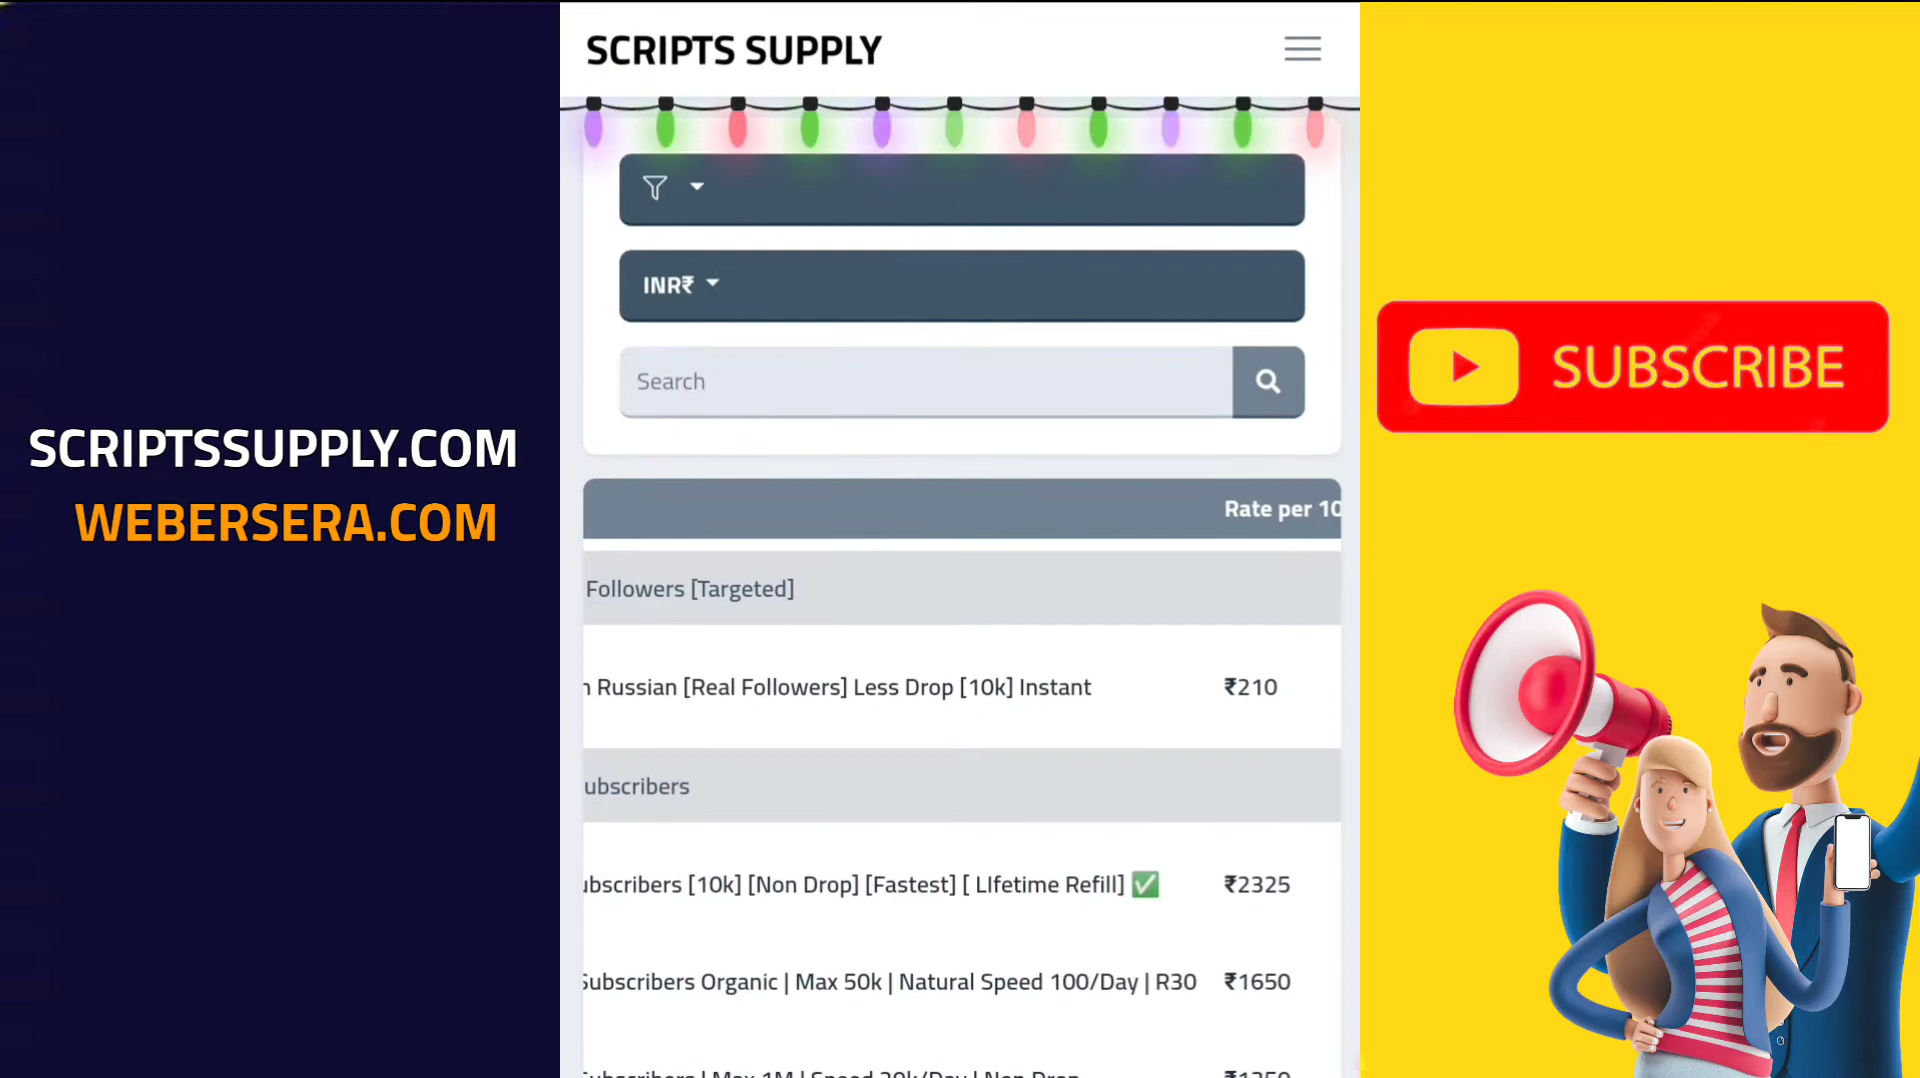 SCRIPTS SUPPLY
INR₹
Search
SCRIPTSSUPPLY.COM
WEBERSERA.COM
SUBSCRIBE
Rate per 10
Followers [Targeted]
Russian [Real Followers] Less Drop [10k] Instant ₹210
ubscribers
ubscribers [10k] [Non Drop] [Fastest] [ LIfetime Refill] ✅ ₹2325
Subscribers Organic | Max 50k | Natural Speed 100/Day | R30 ₹1650